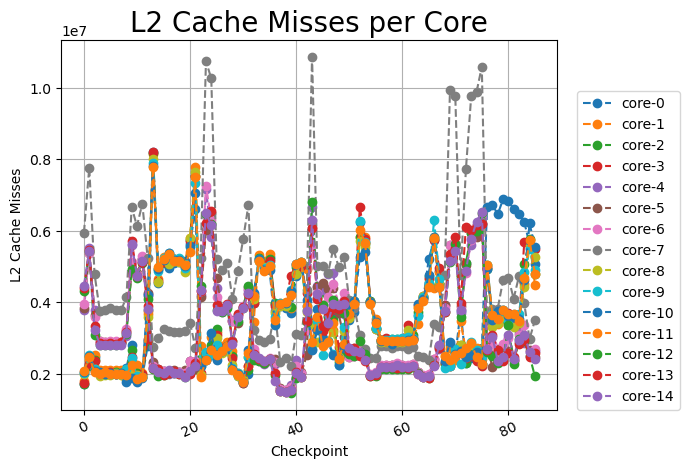 L2 Cache Misses per Core
1e7
1.0
0.8
0.6
0.4
0.2
L2 Cache Misses
0
20
40
60
80
Checkpoint
core-0
core-1
core-2
core-3
core-4
core-5
core-6
core-7
core-8
core-9
core-10
core-11
core-12
core-13
core-14